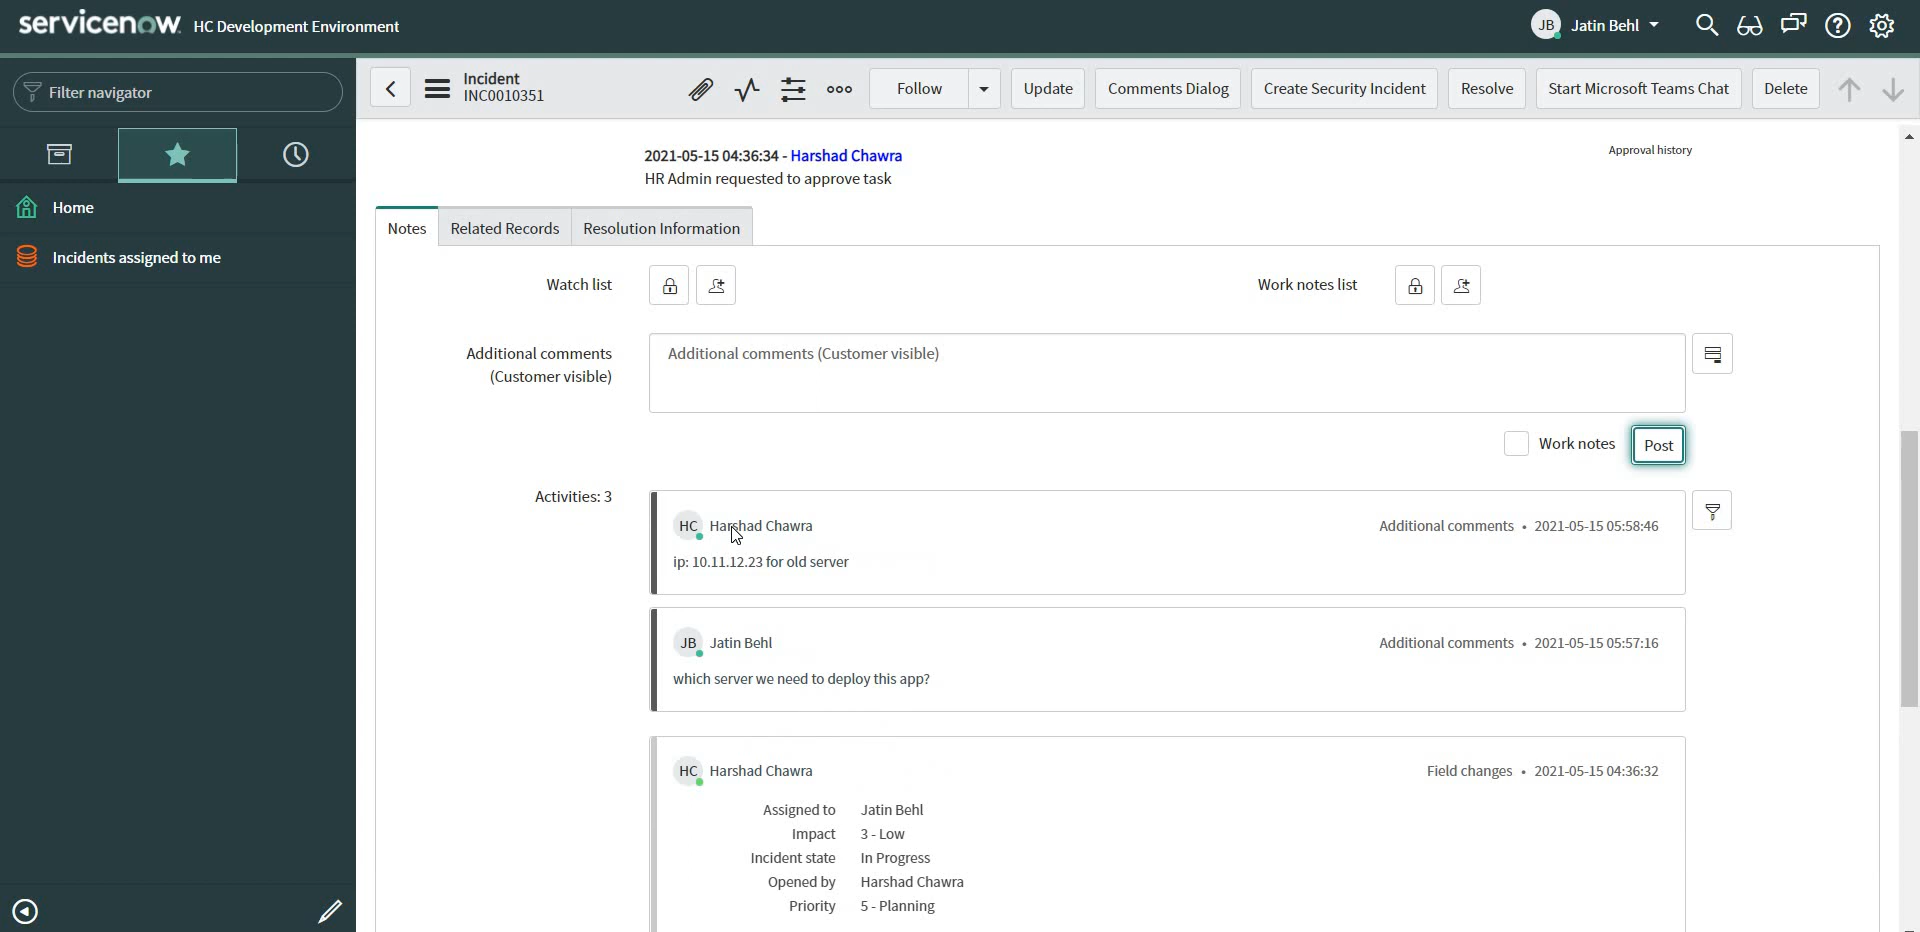 servicenow. HC Development Environment
JB Jatin Behl
Filter navigator
Home
Incidents assigned to me
Incident
INC0010351
Follow
Update
Comments Dialog
Create Security Incident
Resolve
Start Microsoft Teams Chat
Delete
2021-05-15 04:36:34 - Harshad Chawra
HR Admin requested to approve task
Approval history
Notes
Related Records
Resolution Information
Watch list
Work notes list
Additional comments
(Customer visible)
Additional comments (Customer visible)
Work notes
Post
Activities: 3
HC Harshad Chawra
Additional comments • 2021-05-15 05:58:46
ip: 10.11.12.23 for old server
JB Jatin Behl
Additional comments • 2021-05-15 05:57:16
which server we need to deploy this app?
HC Harshad Chawra
Field changes • 2021-05-15 04:36:32
Assigned to Jatin Behl
Impact 3 - Low
Incident state In Progress
Opened by Harshad Chawra
Priority 5 - Planning